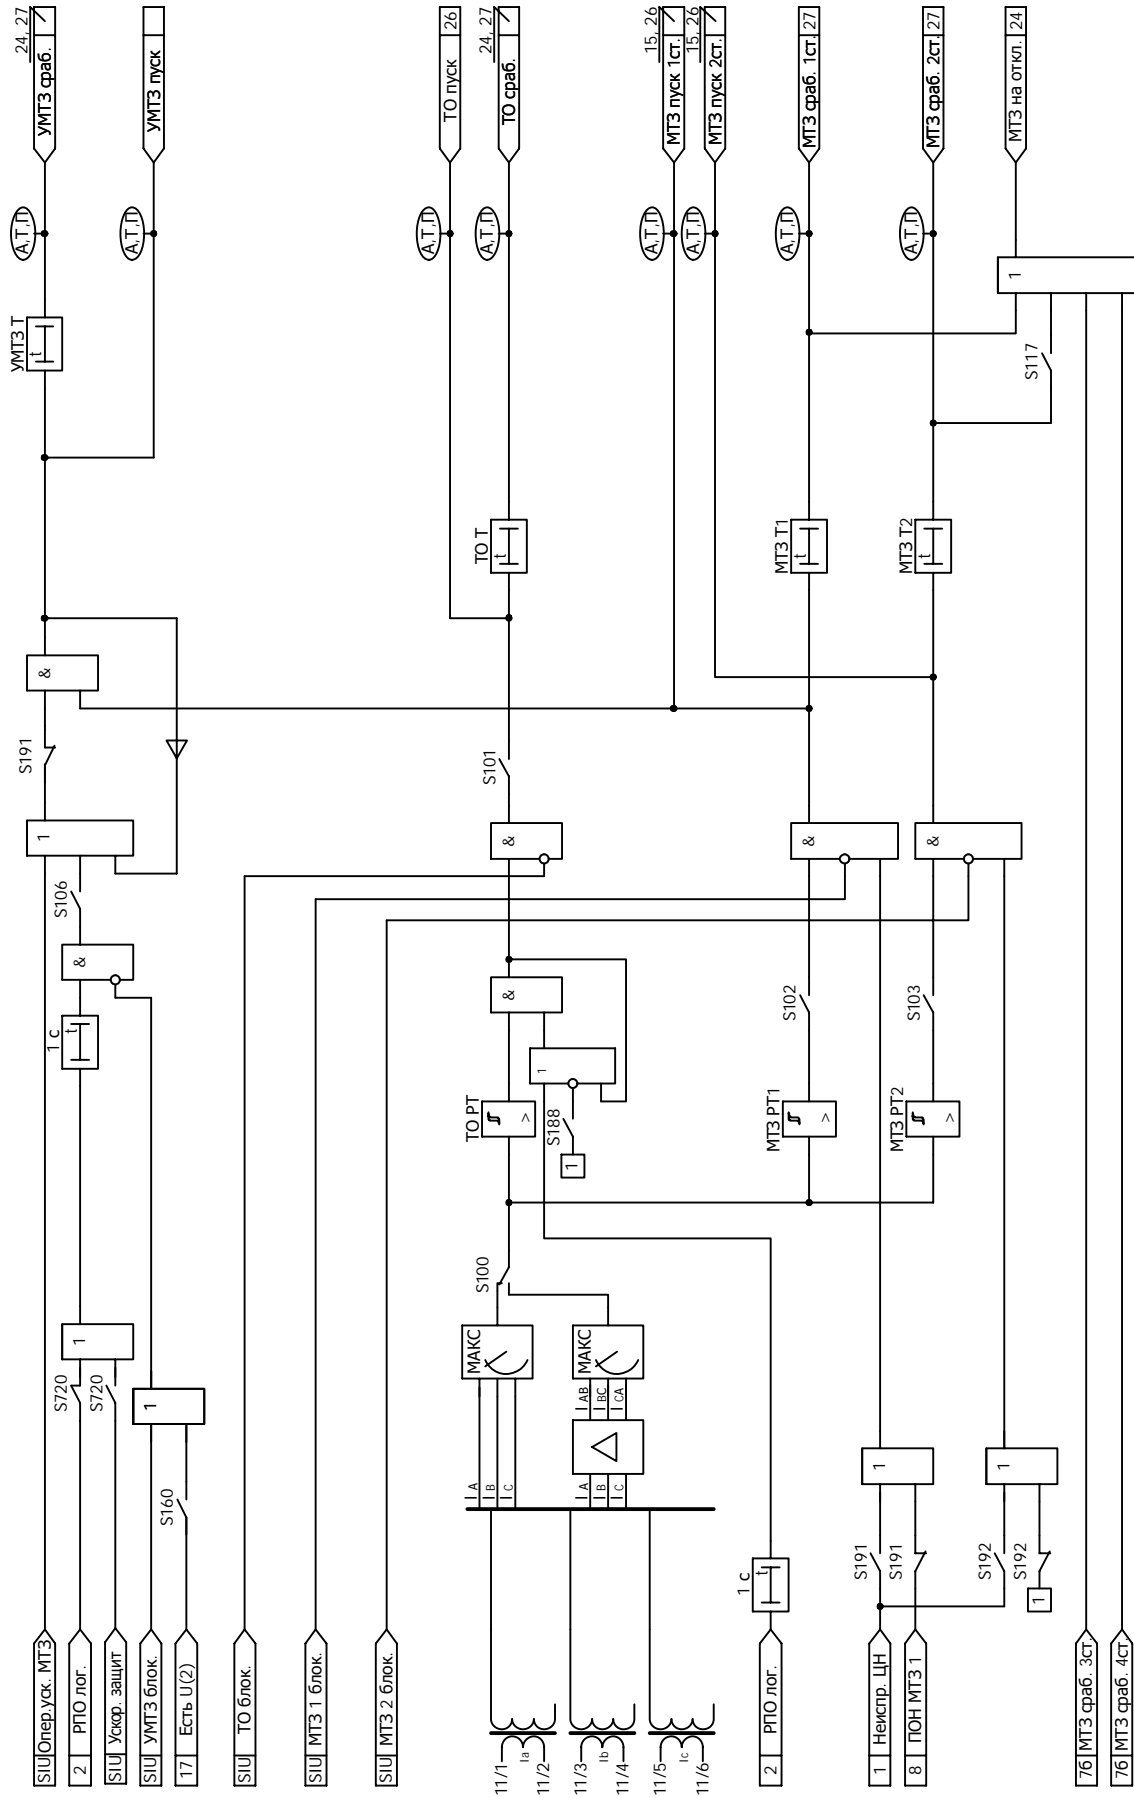 SIU Опер.уск. МТЗ
2 РПО лог.
SIU Ускор. защит
SIU УМТЗ блок.
17 Есть U(2)
SIU ТО блок.
SIU МТЗ 1 блок.
SIU МТЗ 2 блок.
11/1
11/2
Ia
11/3
11/4
Ib
11/5
11/6
Ic
2 РПО лог.
1 Неиспр. ЦН
8 ПОН МТЗ 1
76 МТЗ сраб. 3ст.
76 МТЗ сраб. 4ст.
S720
S720
1
S160
1
1 с
t
&
S106
1
S191
&
УМТЗ Т
t
А,Т,П
УМТЗ сраб.
24, 27
А,Т,П
УМТЗ пуск
I A
I B
I C
МАКС
I A
I B
I C
I AB
I BC
I CA
МАКС
S100
ТО РТ
>
S188
1
1
&
&
S101
ТО Т
t
А,Т,П
ТО пуск 26
А,Т,П
ТО сраб.
24, 27
1 с
t
А,Т,П
МТЗ пуск 1ст.
15, 26
А,Т,П
МТЗ пуск 2ст.
15, 26
МТЗ РТ1
>
S102
&
МТЗ Т1
t
А,Т,П
МТЗ сраб. 1ст. 27
МТЗ РТ2
>
S103
&
МТЗ Т2
t
А,Т,П
МТЗ сраб. 2ст. 27
S191
S191
1
S192
S192
1
1
S117
1
МТЗ на откл. 24